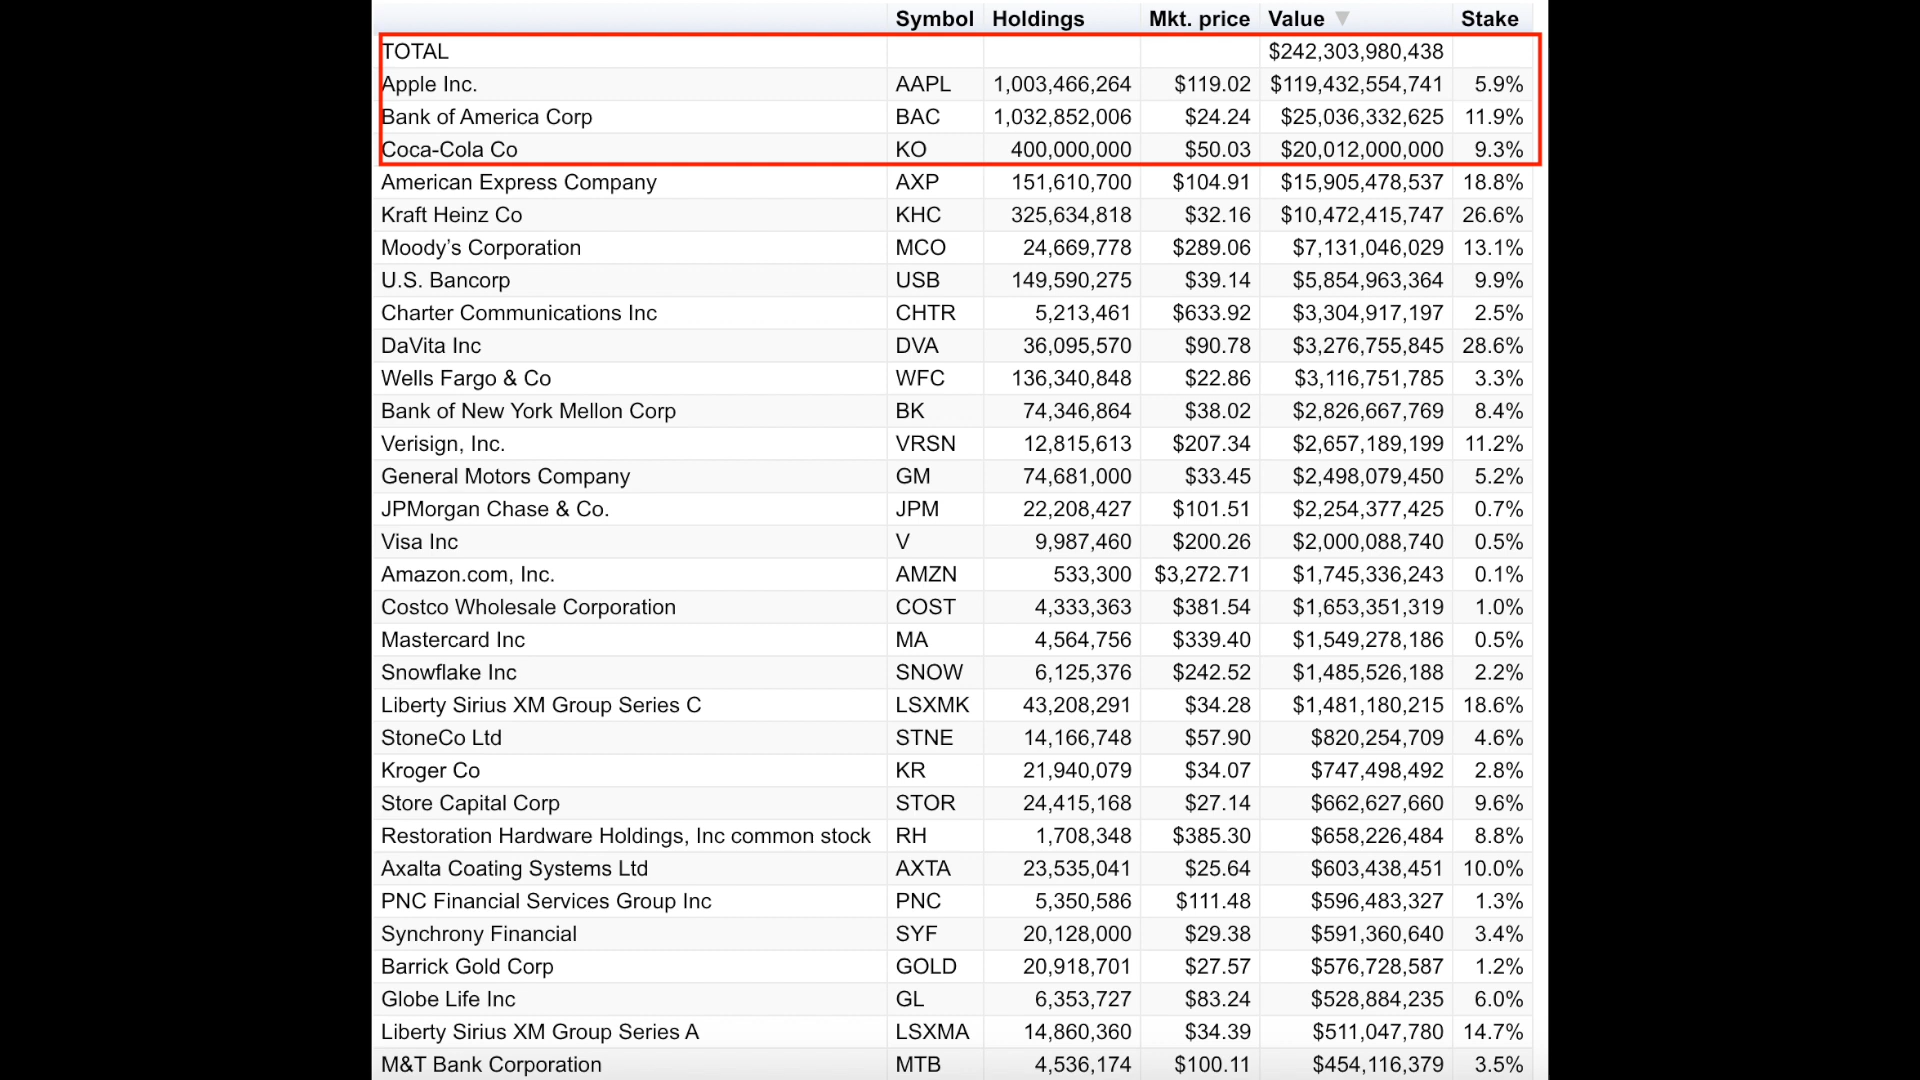 Symbol Holdings Mkt. price Value ▼ Stake
TOTAL $242,303,980,438
Apple Inc. AAPL 1,003,466,264 $119.02 $119,432,554,741 5.9%
Bank of America Corp BAC 1,032,852,006 $24.24 $25,036,332,625 11.9%
Coca-Cola Co KO 400,000,000 $50.03 $20,012,000,000 9.3%
American Express Company AXP 151,610,700 $104.91 $15,905,478,537 18.8%
Kraft Heinz Co KHC 325,634,818 $32.16 $10,472,415,747 26.6%
Moody’s Corporation MCO 24,669,778 $289.06 $7,131,046,029 13.1%
U.S. Bancorp USB 149,590,275 $39.14 $5,854,963,364 9.9%
Charter Communications Inc CHTR 5,213,461 $633.92 $3,304,917,197 2.5%
DaVita Inc DVA 36,095,570 $90.78 $3,276,755,845 28.6%
Wells Fargo & Co WFC 136,340,848 $22.86 $3,116,751,785 3.3%
Bank of New York Mellon Corp BK 74,346,864 $38.02 $2,826,667,769 8.4%
Verisign, Inc. VRSN 12,815,613 $207.34 $2,657,189,199 11.2%
General Motors Company GM 74,681,000 $33.45 $2,498,079,450 5.2%
JPMorgan Chase & Co. JPM 22,208,427 $101.51 $2,254,377,425 0.7%
Visa Inc V 9,987,460 $200.26 $2,000,088,740 0.5%
Amazon.com, Inc. AMZN 533,300 $3,272.71 $1,745,336,243 0.1%
Costco Wholesale Corporation COST 4,333,363 $381.54 $1,653,351,319 1.0%
Mastercard Inc MA 4,564,756 $339.40 $1,549,278,186 0.5%
Snowflake Inc SNOW 6,125,376 $242.52 $1,485,526,188 2.2%
Liberty Sirius XM Group Series C LSXMK 43,208,291 $34.28 $1,481,180,215 18.6%
StoneCo Ltd STNE 14,166,748 $57.90 $820,254,709 4.6%
Kroger Co KR 21,940,079 $34.07 $747,498,492 2.8%
Store Capital Corp STOR 24,415,168 $27.14 $662,627,660 9.6%
Restoration Hardware Holdings, Inc common stock RH 1,708,348 $385.30 $658,226,484 8.8%
Axalta Coating Systems Ltd AXTA 23,535,041 $25.64 $603,438,451 10.0%
PNC Financial Services Group Inc PNC 5,350,586 $111.48 $596,483,327 1.3%
Synchrony Financial SYF 20,128,000 $29.38 $591,360,640 3.4%
Barrick Gold Corp GOLD 20,918,701 $27.57 $576,728,587 1.2%
Globe Life Inc GL 6,353,727 $83.24 $528,884,235 6.0%
Liberty Sirius XM Group Series A LSXMA 14,860,360 $34.39 $511,047,780 14.7%
M&T Bank Corporation MTB 4,536,174 $100.11 $454,116,379 3.5%